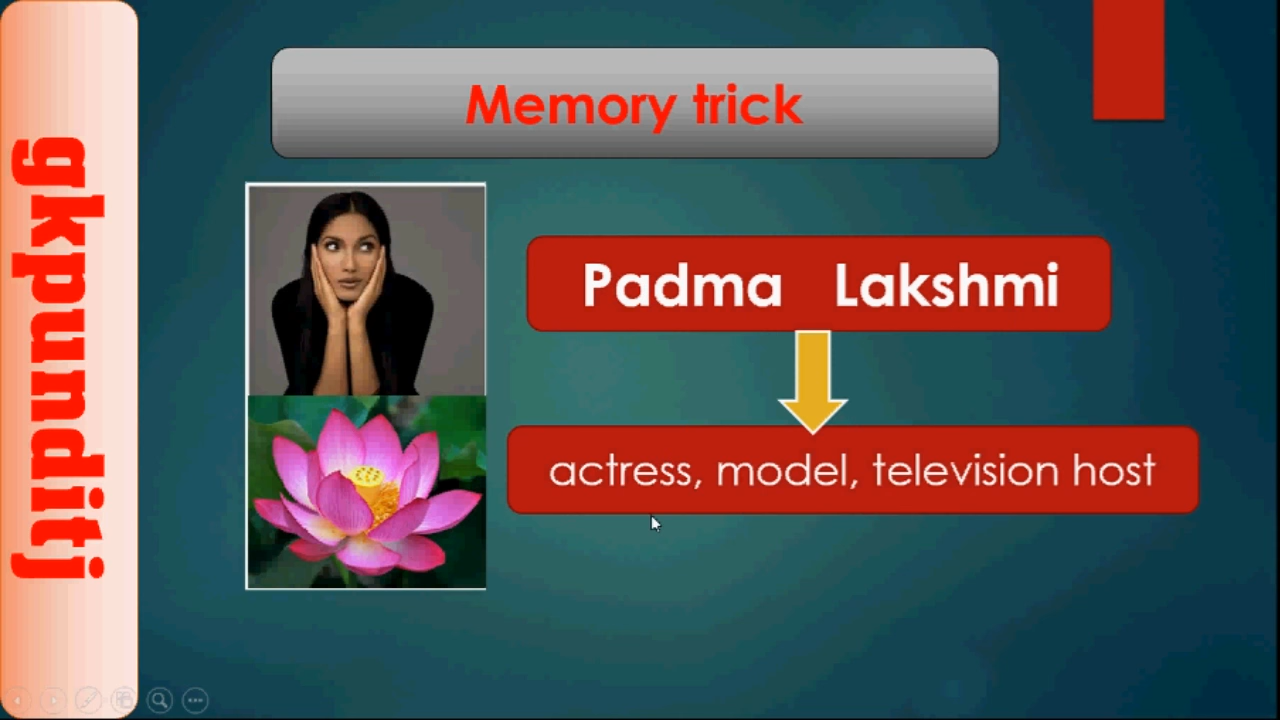 gkpunditj
Memory trick
Padma Lakshmi
actress, model, television host